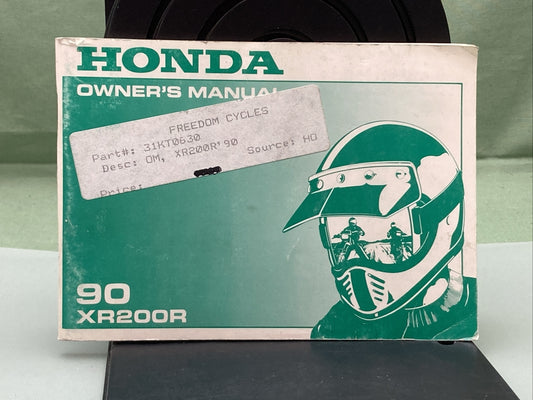 HONDA
OWNER'S MANUAL
FREEDOM CYCLES
Part#: 31KT0630
Desc: OM, XR200R'90
Source: HO
Price:
90
XR200R